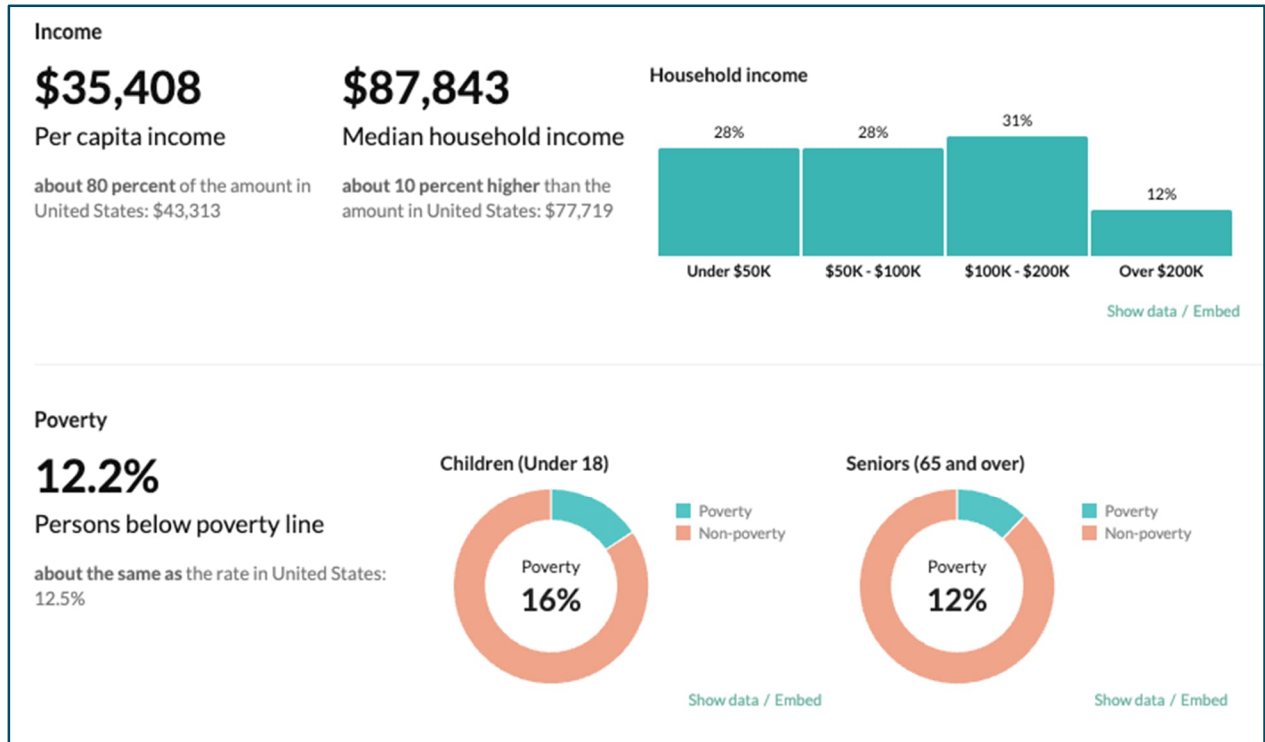 Income
$35,408
Per capita income
about 80 percent of the amount in
United States: $43,313
$87,843
Median household income
about 10 percent higher than the
amount in United States: $77,719
Household income
28%
28%
31%
12%
Under $50K
$50K - $100K
$100K - $200K
Over $200K
Show data / Embed
Poverty
12.2%
Persons below poverty line
about the same as the rate in United States:
12.5%
Children (Under 18)
Poverty
16%
Poverty
Non-poverty
Show data / Embed
Seniors (65 and over)
Poverty
12%
Poverty
Non-poverty
Show data / Embed